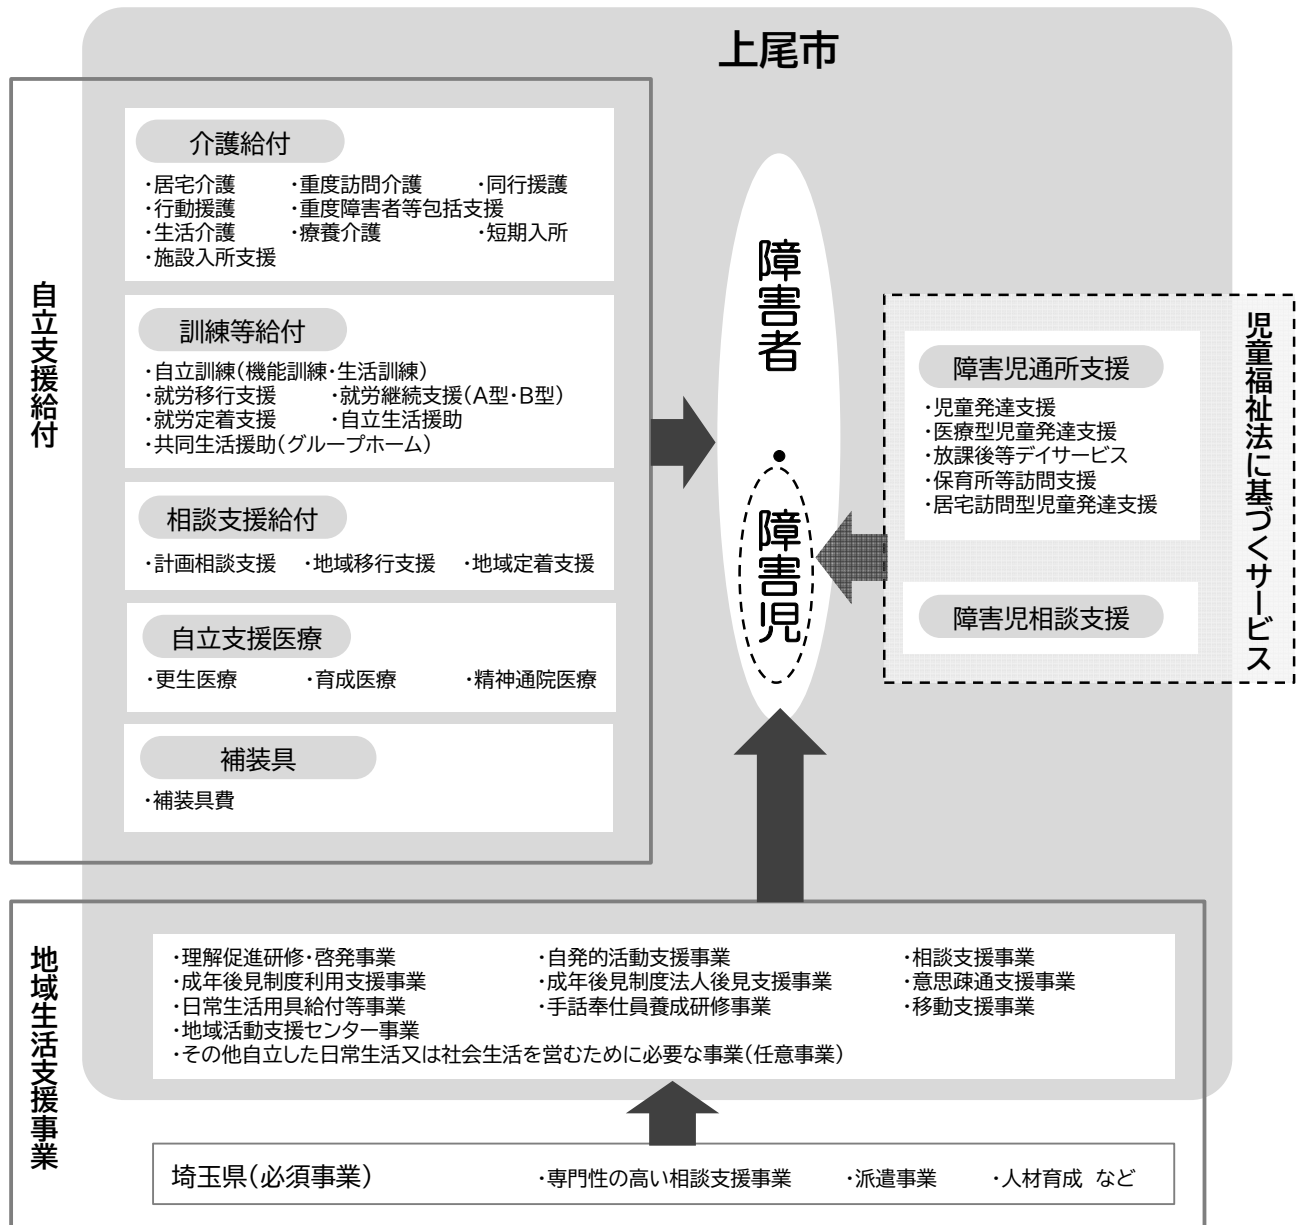 上尾市
自立支援給付
介護給付
・居宅介護 ・重度訪問介護 ・同行援護
・行動援護 ・重度障害者等包括支援
・生活介護 ・療養介護 ・短期入所
・施設入所支援
訓練等給付
・自立訓練(機能訓練・生活訓練)
・就労移行支援 ・就労継続支援(A型・B型)
・就労定着支援 ・自立生活援助
・共同生活援助(グループホーム)
相談支援給付
・計画相談支援 ・地域移行支援 ・地域定着支援
自立支援医療
・更生医療 ・育成医療 ・精神通院医療
補装具
・補装具費
障害者・障害児
児童福祉法に基づくサービス
障害児通所支援
・児童発達支援
・医療型児童発達支援
・放課後等デイサービス
・保育所等訪問支援
・居宅訪問型児童発達支援
障害児相談支援
地域生活支援事業
・理解促進研修・啓発事業 ・自発的活動支援事業 ・相談支援事業
・成年後見制度利用支援事業 ・成年後見制度法人後見支援事業 ・意思疎通支援事業
・日常生活用具給付等事業 ・手話奉仕員養成研修事業 ・移動支援事業
・地域活動支援センター事業
・その他自立した日常生活又は社会生活を営むために必要な事業(任意事業)
埼玉県(必須事業) ・専門性の高い相談支援事業 ・派遣事業 ・人材育成 など